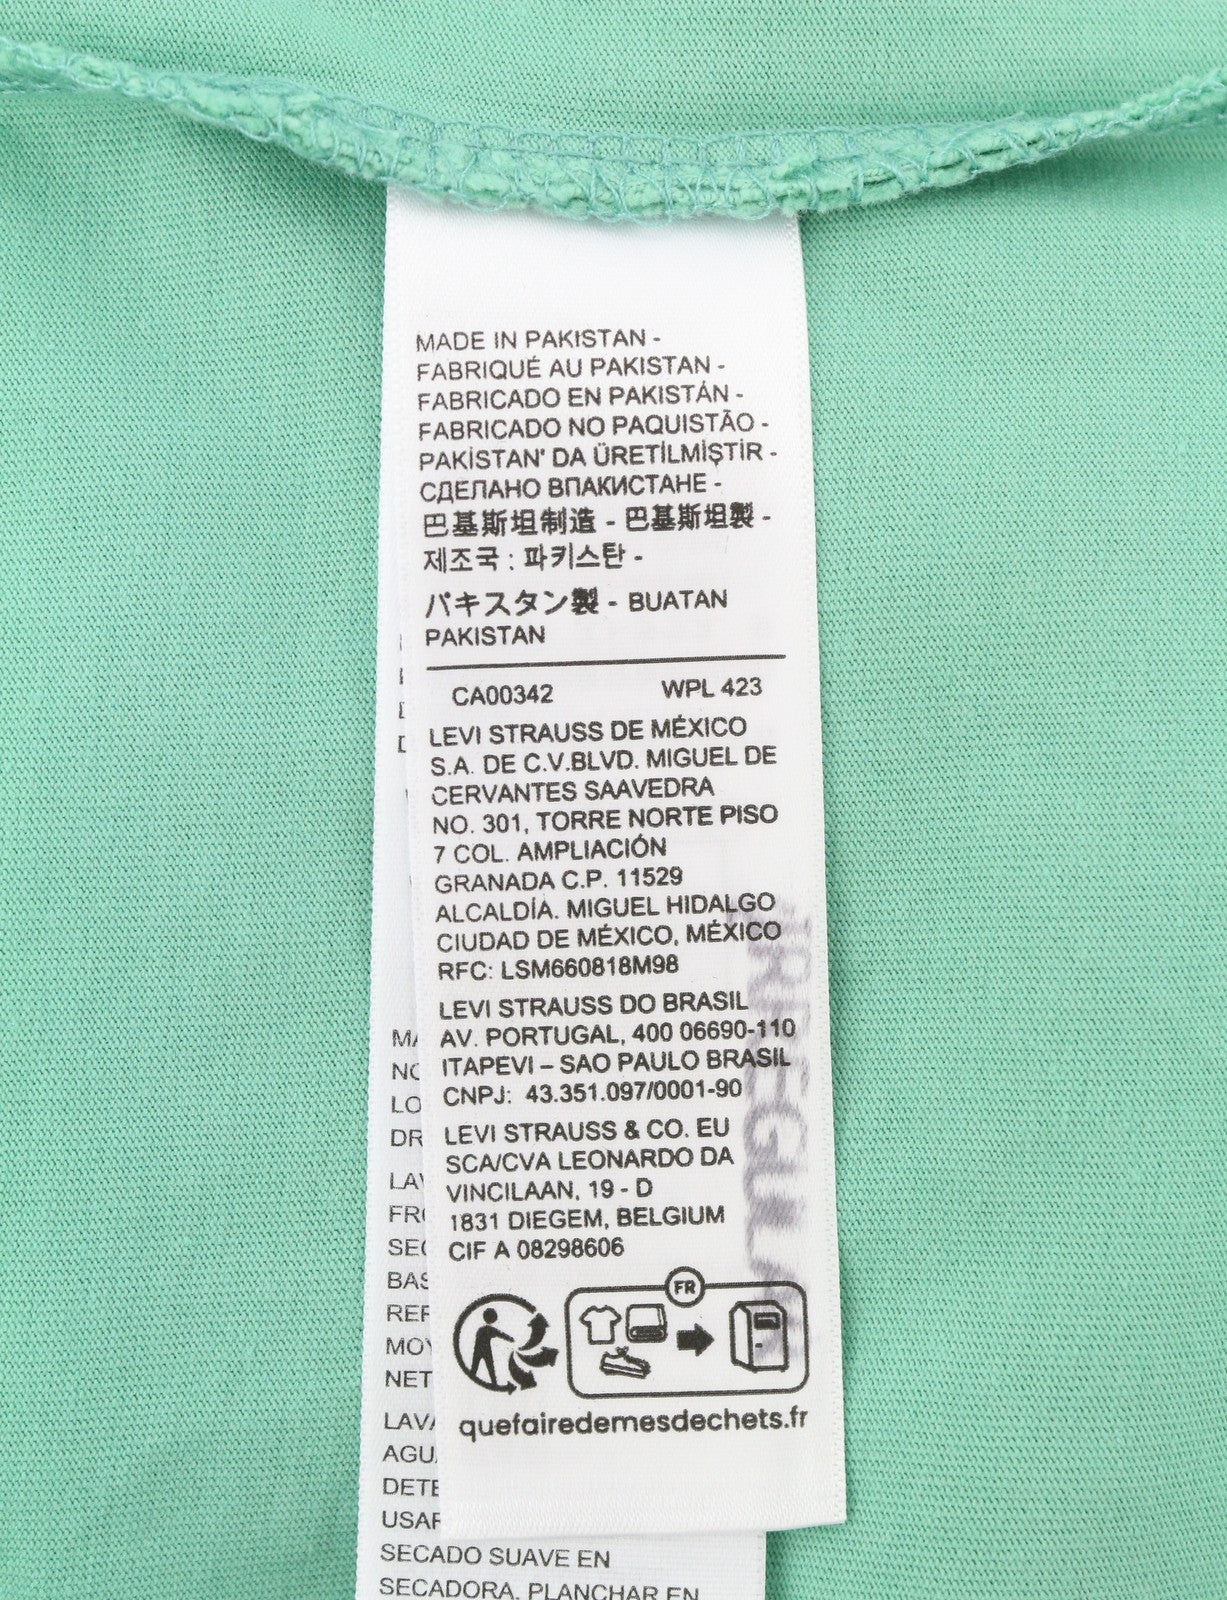 MADE IN PAKISTAN -
FABRIQUÉ AU PAKISTAN -
FABRICADO EN PAKISTÁN -
FABRICADO NO PAQUISTÃO -
PAKİSTAN' DA ÜRETİLMİŞTİR -
СДЕЛАНО ВПАКИСТАНЕ -
巴基斯坦制造 - 巴基斯坦製 -
제조국 : 파키스탄 -
パキスタン製 - BUATAN
PAKISTAN
CA00342 WPL 423
LEVI STRAUSS DE MÉXICO
S.A. DE C.V.BLVD. MIGUEL DE
CERVANTES SAAVEDRA
NO. 301, TORRE NORTE PISO
7 COL. AMPLIACIÓN
GRANADA C.P. 11529
ALCALDÍA. MIGUEL HIDALGO
CIUDAD DE MÉXICO, MÉXICO
RFC: LSM660818M98
LEVI STRAUSS DO BRASIL
AV. PORTUGAL, 400 06690-110
ITAPEVI – SAO PAULO BRASIL
CNPJ: 43.351.097/0001-90
LEVI STRAUSS & CO. EU
SCA/CVA LEONARDO DA
VINCILAAN, 19 - D
1831 DIEGEM, BELGIUM
CIF A 08298606
FR
quefairedemesdechets.fr
IRREGULAR
SECADO SUAVE EN
SECADORA, PLANCHAR EN